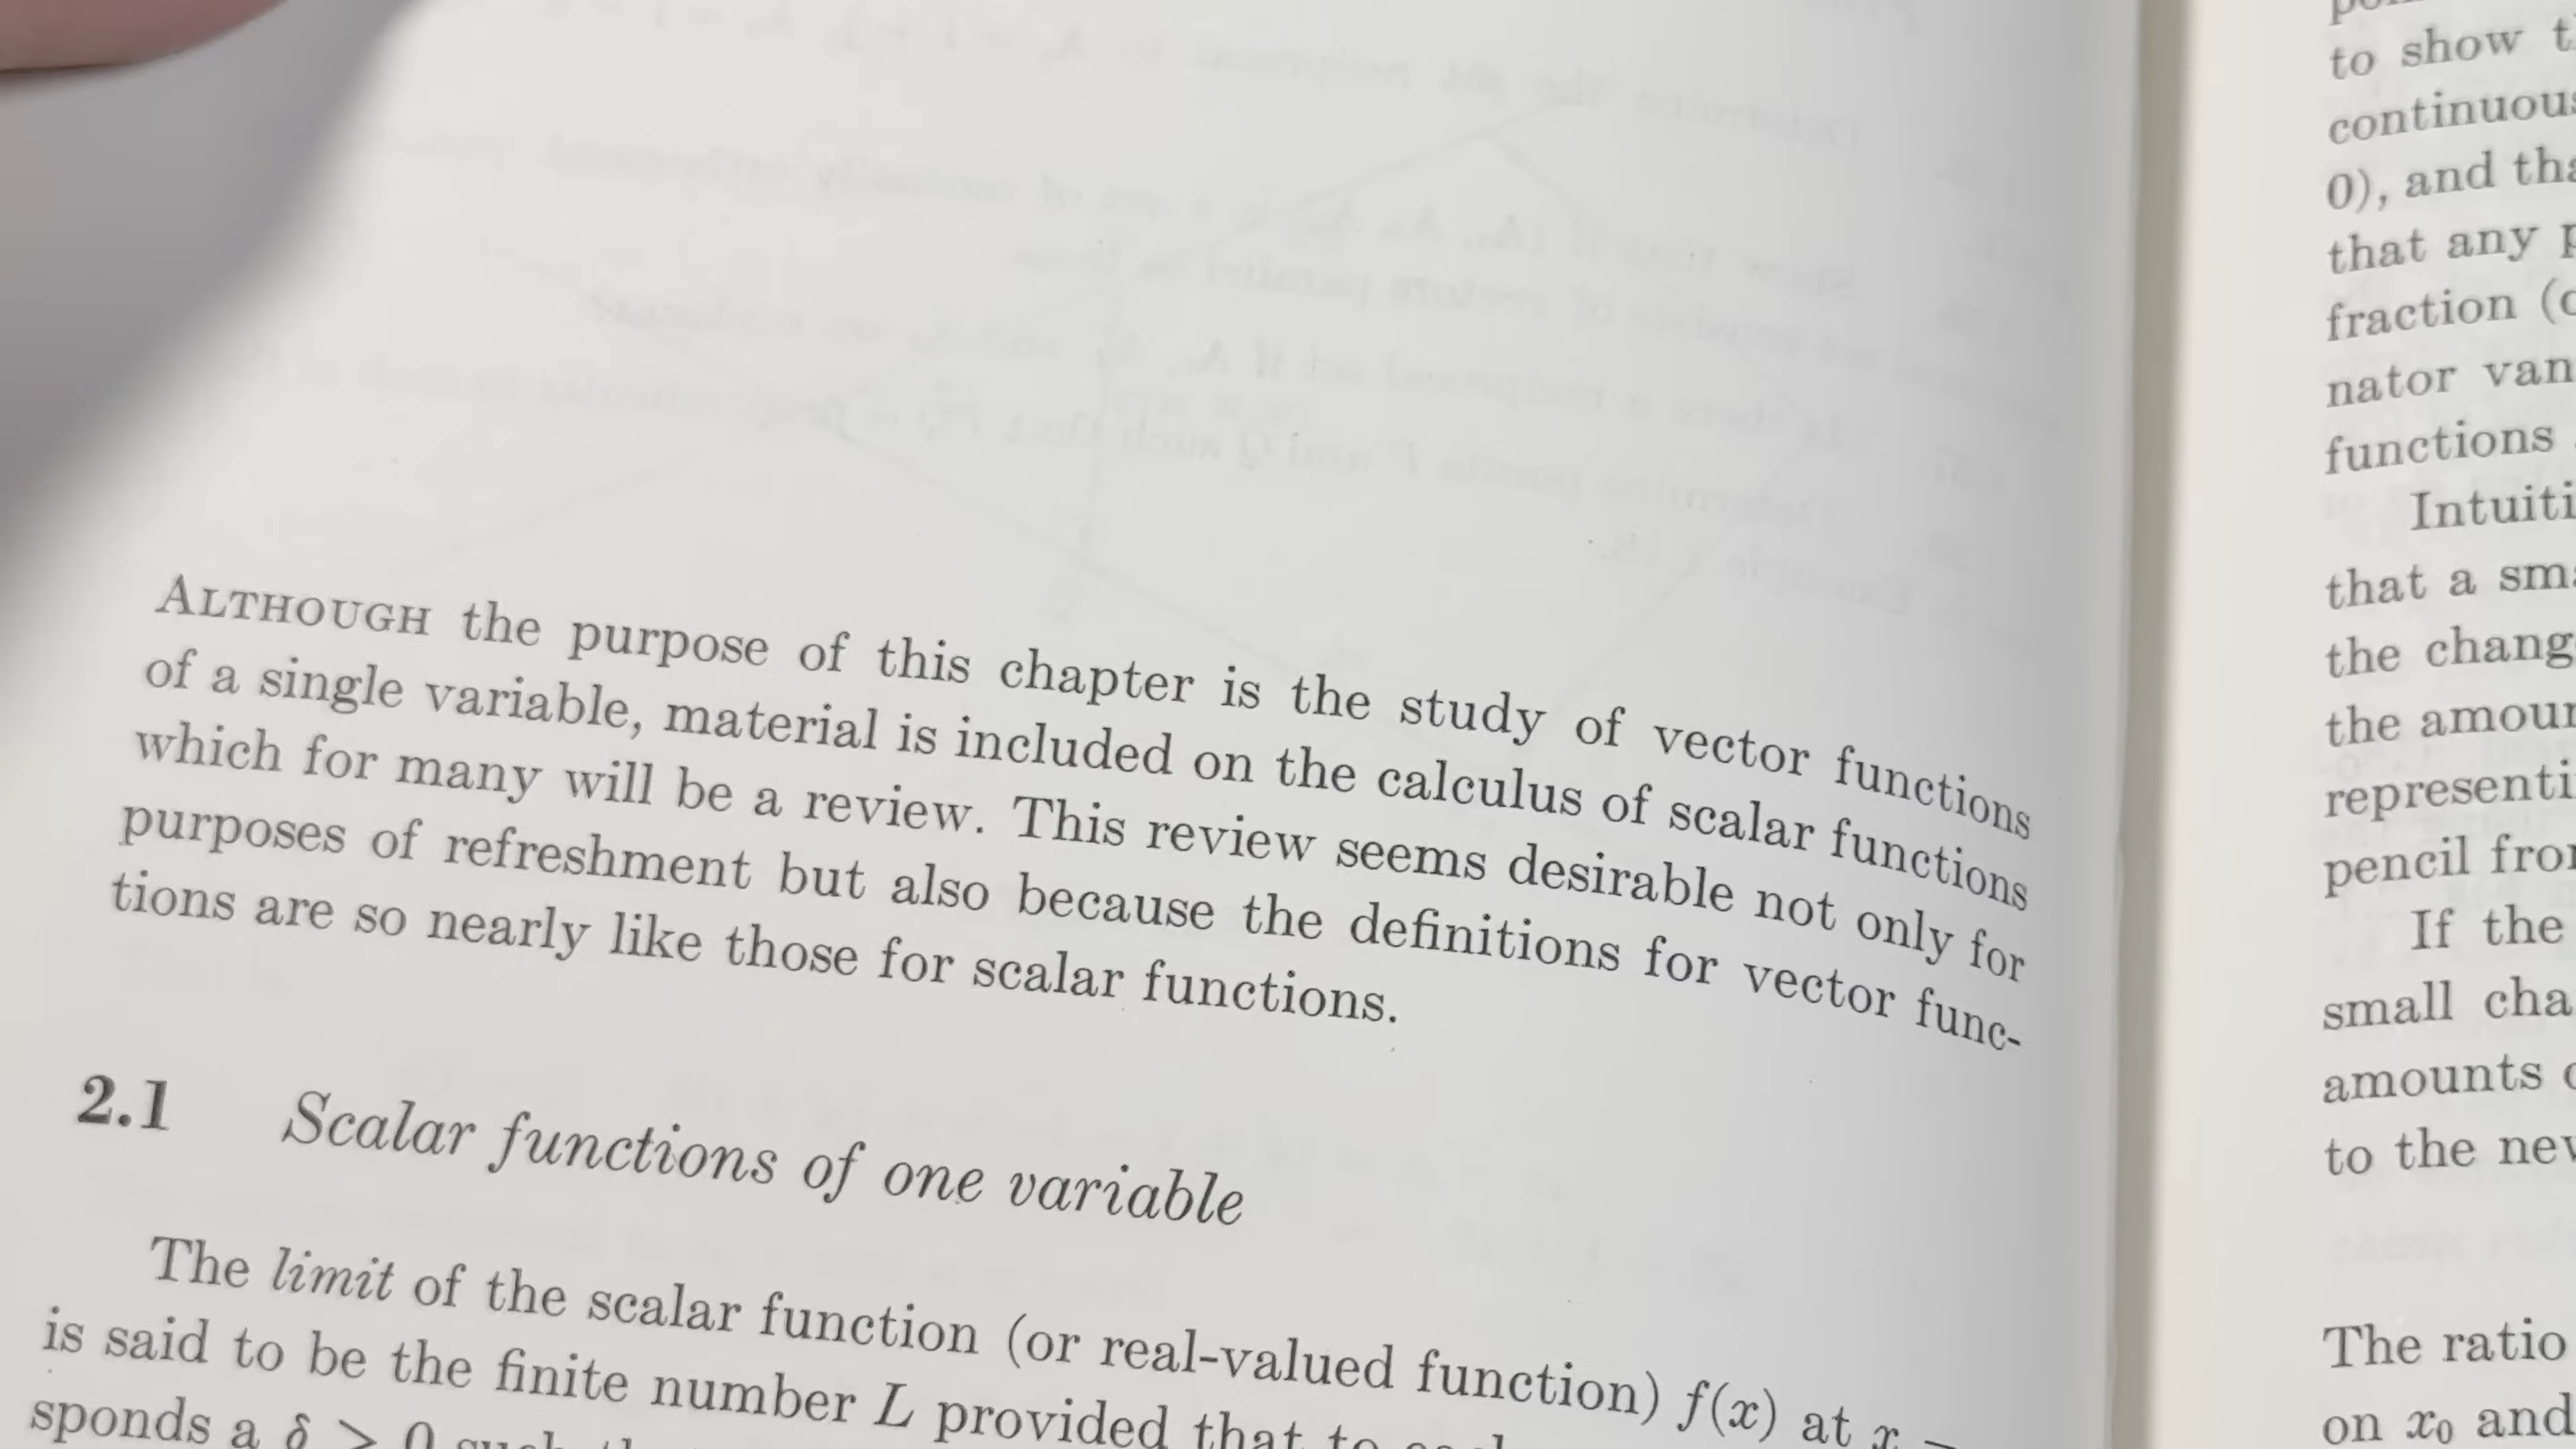 ALTHOUGH the purpose of this chapter is the study of vector functions
of a single variable, material is included on the calculus of scalar functions
which for many will be a review. This review seems desirable not only for
purposes of refreshment but also because the definitions for vector func-
tions are so nearly like those for scalar functions.
2.1 Scalar functions of one variable
The limit of the scalar function (or real-valued function) f(x) at x
is said to be the finite number L provided that to
sponds a δ > 0
to show
continuous
0), and
that any
fraction
nator
functions
Intuiti
that a
the
the
representi
pencil
If the
small
amounts
to the
The ratio
on x₀ and